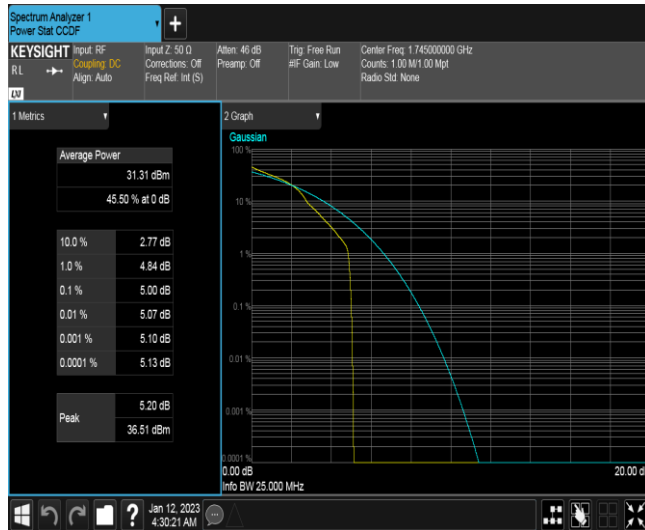 Spectrum Analyzer 1
Power Stat CCDF
+
KEYSIGHT
RL
LXI
Input: RF
Coupling: DC
Align: Auto
Input Z: 50 Ω
Corrections: Off
Freq Ref: Int (S)
Atten: 46 dB
Preamp: Off
Trig: Free Run
#IF Gain: Low
Center Freq: 1.745000000 GHz
Counts: 1.00 M/1.00 Mpt
Radio Std: None
1 Metrics
Average Power
31.31 dBm
45.50 % at 0 dB
10.0 % 2.77 dB
1.0 % 4.84 dB
0.1 % 5.00 dB
0.01 % 5.07 dB
0.001 % 5.10 dB
0.0001 % 5.13 dB
Peak
5.20 dB
36.51 dBm
2 Graph
Gaussian
100 %
10 %
1 %
0.1 %
0.01 %
0.001 %
0.0001 %
0.00 dB
20.00 d
Info BW 25.000 MHz
?
Jan 12, 2023
4:30:21 AM